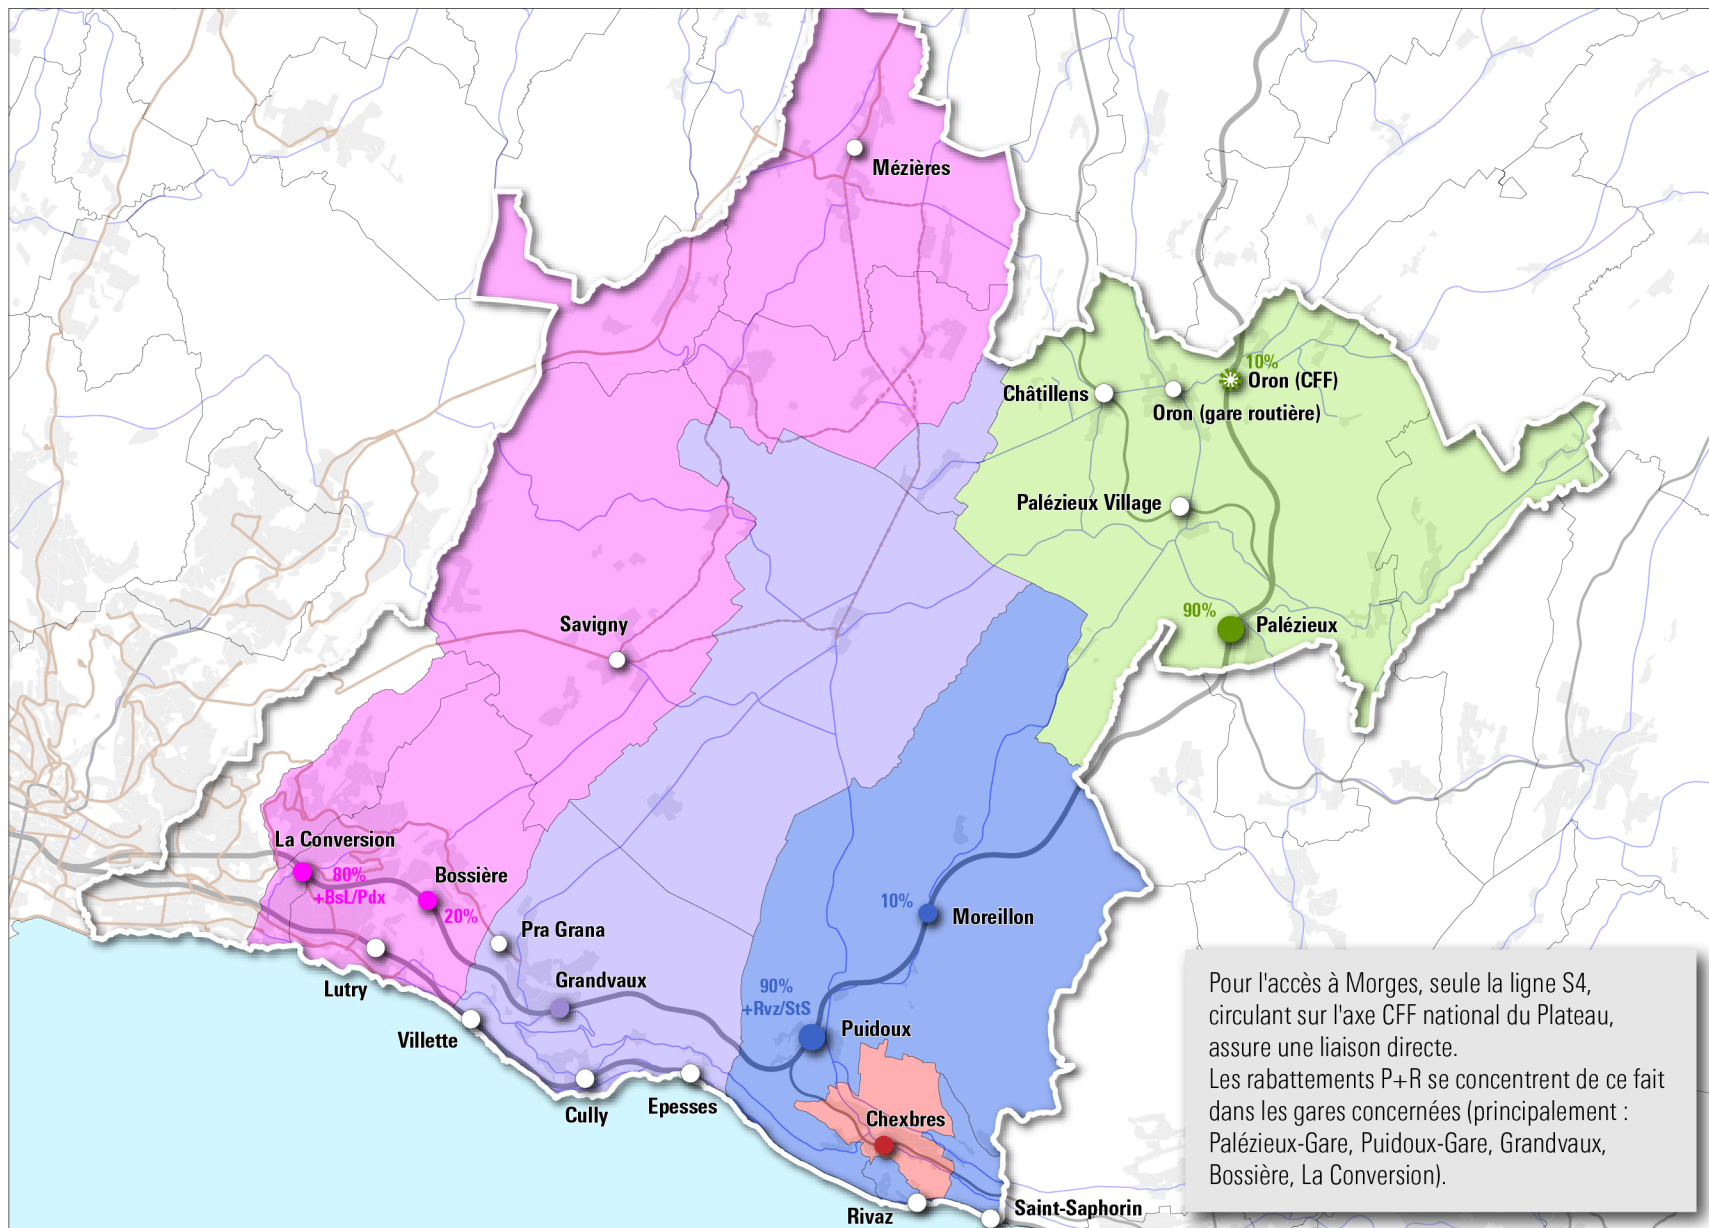 Mézières
10%
Oron (CFF)
Châtillens
Oron (gare routière)
Palézieux Village
90%
Palézieux
Savigny
La Conversion
80%
+BsL/Pdx
Bossière
20%
10%
Moreillon
Pra Grana
Grandvaux
90%
+Rvz/StS
Puidoux
Lutry
Villette
Cully
Epesses
Chexbres
Rivaz
Saint-Saphorin
Pour l'accès à Morges, seule la ligne S4,
circulant sur l'axe CFF national du Plateau,
assure une liaison directe.
Les rabattements P+R se concentrent de ce fait
dans les gares concernées (principalement :
Palézieux-Gare, Puidoux-Gare, Grandvaux,
Bossière, La Conversion).